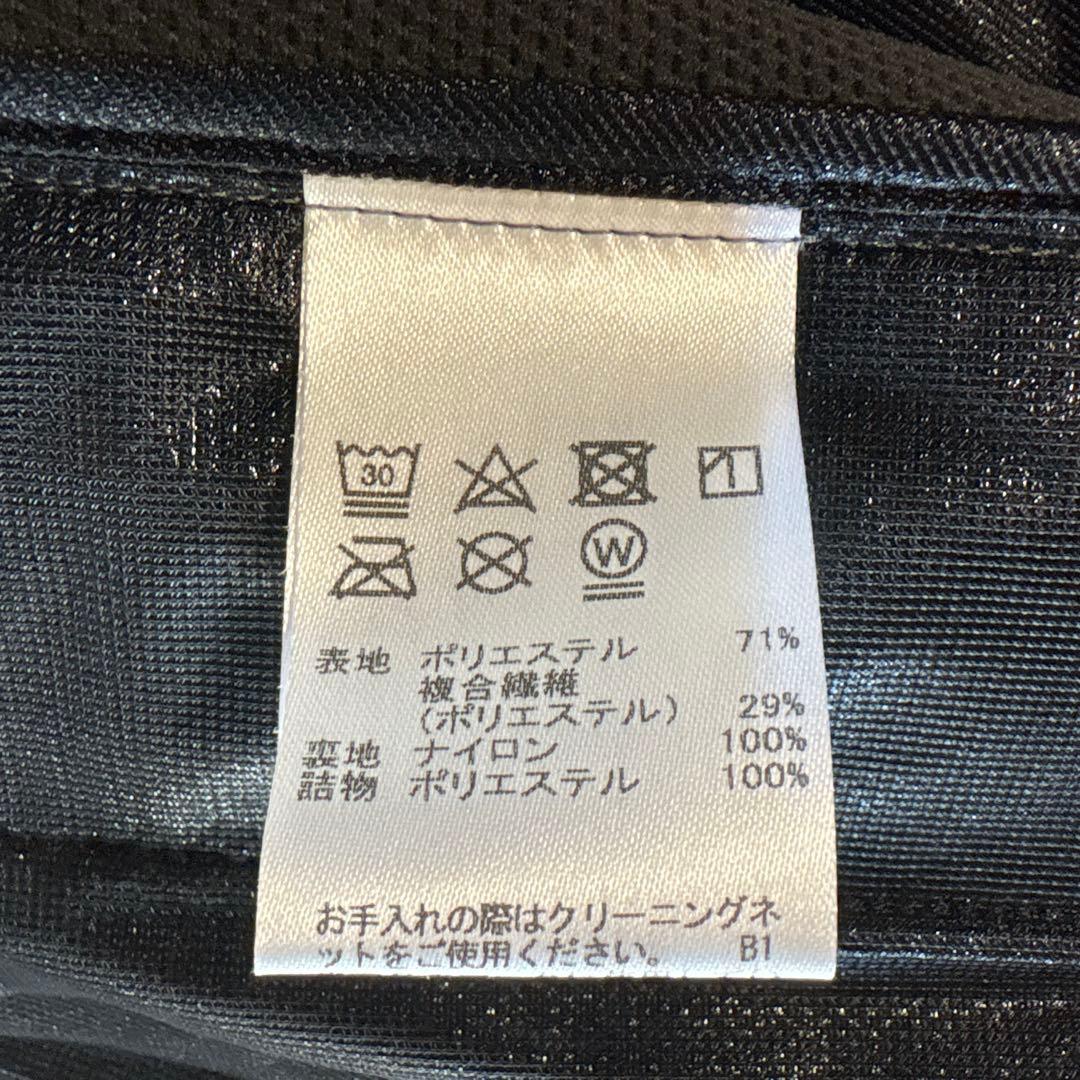 30
W
表地 ポリエステル 71%
複合繊維
(ポリエステル) 29%
裏地 ナイロン 100%
詰物 ポリエステル 100%
お手入れの際はクリーニングネ
ットをご使用ください。 B1